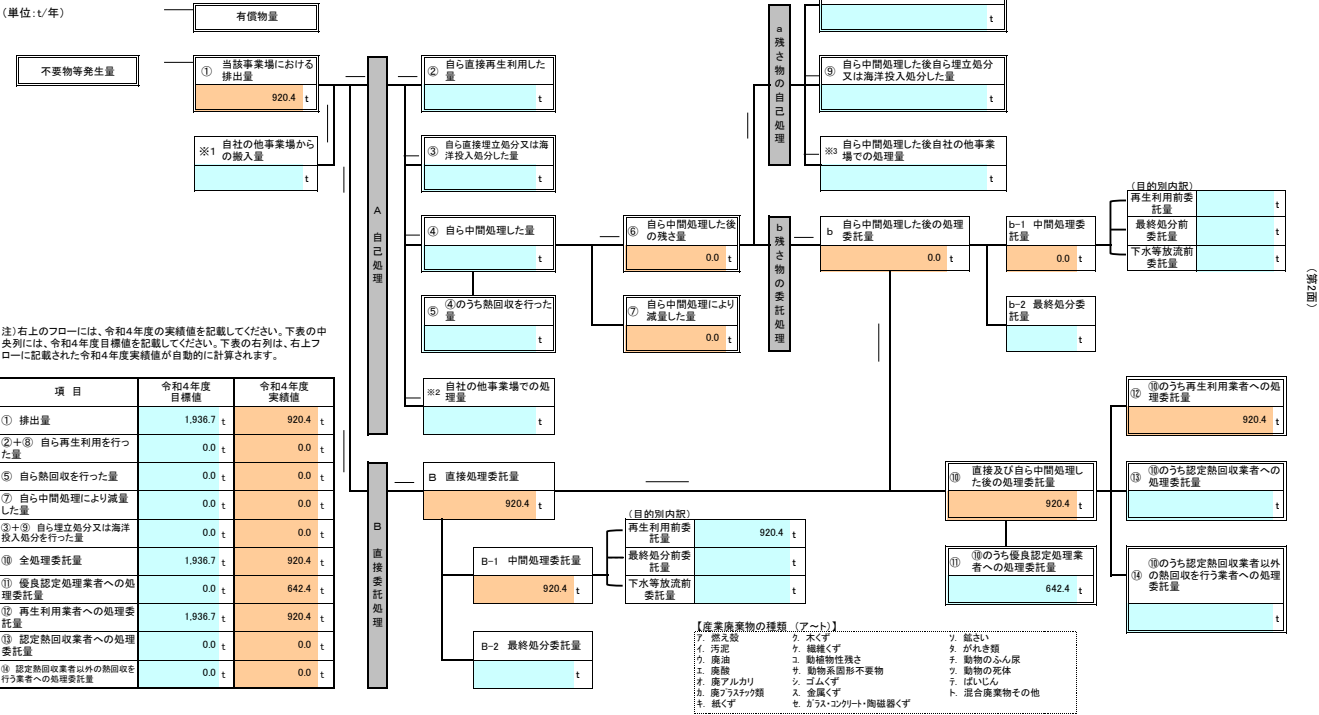 (単位:t/年)
有償物量
不要物等発生量
① 当該事業場における
排出量
920.4 t
※1 自社の他事業場から
の搬入量
t
A 自己処理
② 自ら直接再生利用した
量
t
③ 自ら直接埋立処分又は海
洋投入処分した量
t
④ 自ら中間処理した量
t
⑤ ④のうち熱回収を行った
量
t
※2 自社の他事業場での処
理量
t
⑥ 自ら中間処理した後
の残さ量
0.0 t
⑦ 自ら中間処理により
減量した量
0.0 t
a 残さ物の自己処理
t
⑨ 自ら中間処理した後自ら埋立処分
又は海洋投入処分した量
t
※3 自ら中間処理した後自社の他事業
場での処理量
t
b 残さ物の委託処理
b 自ら中間処理した後の処理
委託量
0.0 t
b-1 中間処理委
託量
0.0 t
(目的別内訳)
再生利用前委
託量 t
最終処分前
委託量 t
下水等放流前
委託量 t
b-2 最終処分委
託量
t
(第2面)
注)右上のフローには、令和4年度の実績値を記載してください。下表の中
央列には、令和4年度目標値を記載してください。下表の右列は、右上フ
ローに記載された令和4年度実績値が自動的に計算されます。
項 目 令和4年度
目標値 令和4年度
実績値
① 排出量 1,936.7 t 920.4 t
②+⑧ 自ら再生利用を行っ
た量 0.0 t 0.0 t
⑤ 自ら熱回収を行った量 0.0 t 0.0 t
⑦ 自ら中間処理により減量
した量 0.0 t 0.0 t
③+⑨ 自ら埋立処分又は海洋
投入処分を行った量 0.0 t 0.0 t
⑩ 全処理委託量 1,936.7 t 920.4 t
⑪ 優良認定処理業者への処
理委託量 0.0 t 642.4 t
⑫ 再生利用業者への処理委
託量 1,936.7 t 920.4 t
⑬ 認定熱回収業者への処理
委託量 0.0 t 0.0 t
⑭ 認定熱回収業者以外の熱回収を
行う業者への処理委託量 0.0 t 0.0 t
B 直接委託処理
B 直接処理委託量
920.4 t
B-1 中間処理委託量
920.4 t
(目的別内訳)
再生利用前委
託量 920.4 t
最終処分前委
託量 t
下水等放流前
委託量 t
B-2 最終処分委託量
t
⑩ 直接及び自ら中間処理し
た後の処理委託量
920.4 t
⑪ ⑩のうち優良認定処理業
者への処理委託量
642.4 t
⑫ ⑩のうち再生利用業者への処
理委託量
920.4 t
⑬ ⑩のうち認定熱回収業者への
処理委託量
t
⑭ ⑩のうち認定熱回収業者以外
の熱回収を行う業者への処理
委託量
t
【産業廃棄物の種類 (ア~ト)】
ア. 燃え殻 ク. 木くず ソ. 鉱さい
イ. 汚泥 ケ. 繊維くず タ. がれき類
ウ. 廃油 コ. 動植物性残さ チ. 動物のふん尿
エ. 廃酸 サ. 動物系固形不要物 ツ. 動物の死体
オ. 廃アルカリ シ. ゴムくず テ. ばいじん
カ. 廃プラスチック類 ス. 金属くず ト. 混合廃棄物その他
キ. 紙くず セ. ガラス・コンクリート・陶磁器くず